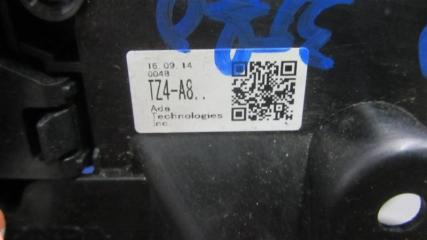 16.09.14
0048
TZ4-A8..
Ada
Technologies
Inc.